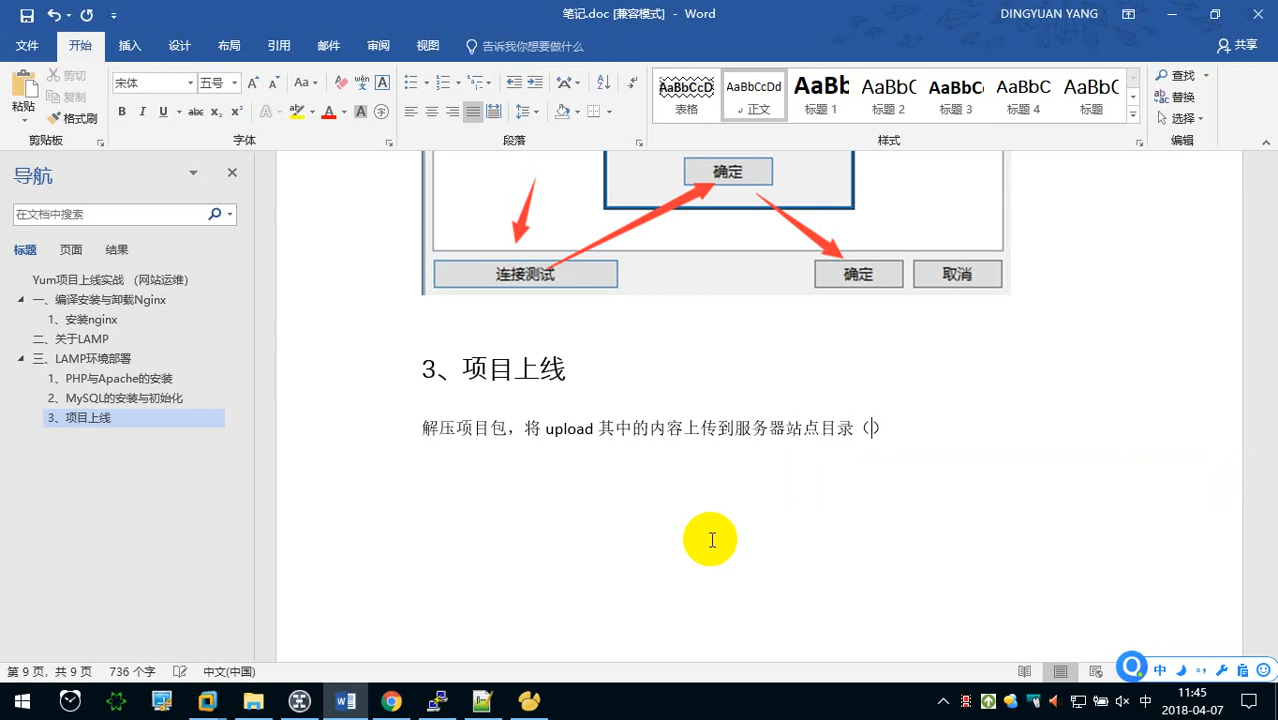 笔记.doc [兼容模式] - Word
DINGYUAN YANG
文件 开始 插入 设计 布局 引用 邮件 审阅 视图 告诉我你想要做什么 共享
粘贴 剪切 复制 格式刷
宋体 五号
AaBbCcD AaBbCcDd AaBb AaBbC AaBbCc AaBbC AaBbC
表格 正文 标题 1 标题 2 标题 3 标题 4 标题
查找 替换 选择
剪贴板 字体 段落 样式 编辑
导航
在文档中搜索
标题 页面 结果
Yum项目上线实战 (网站运维)
一、编译安装与卸载Nginx
1、安装nginx
二、关于LAMP
三、LAMP环境部署
1、PHP与Apache的安装
2、MySQL的安装与初始化
3、项目上线
确定
连接测试 确定 取消
3、项目上线
解压项目包，将 upload 其中的内容上传到服务器站点目录（）
第 9 页，共 9 页 736 个字 中文(中国)
中
中
11:45
2018-04-07